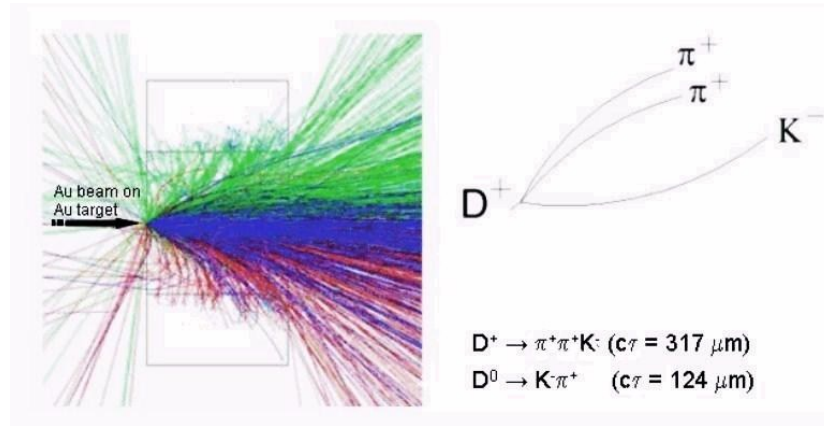 Au beam on
Au target
π⁺
π⁺
K⁻
D⁺
D⁺ → π⁺π⁺K⁻ (cτ = 317 μm)
D⁰ → K⁻π⁺ (cτ = 124 μm)